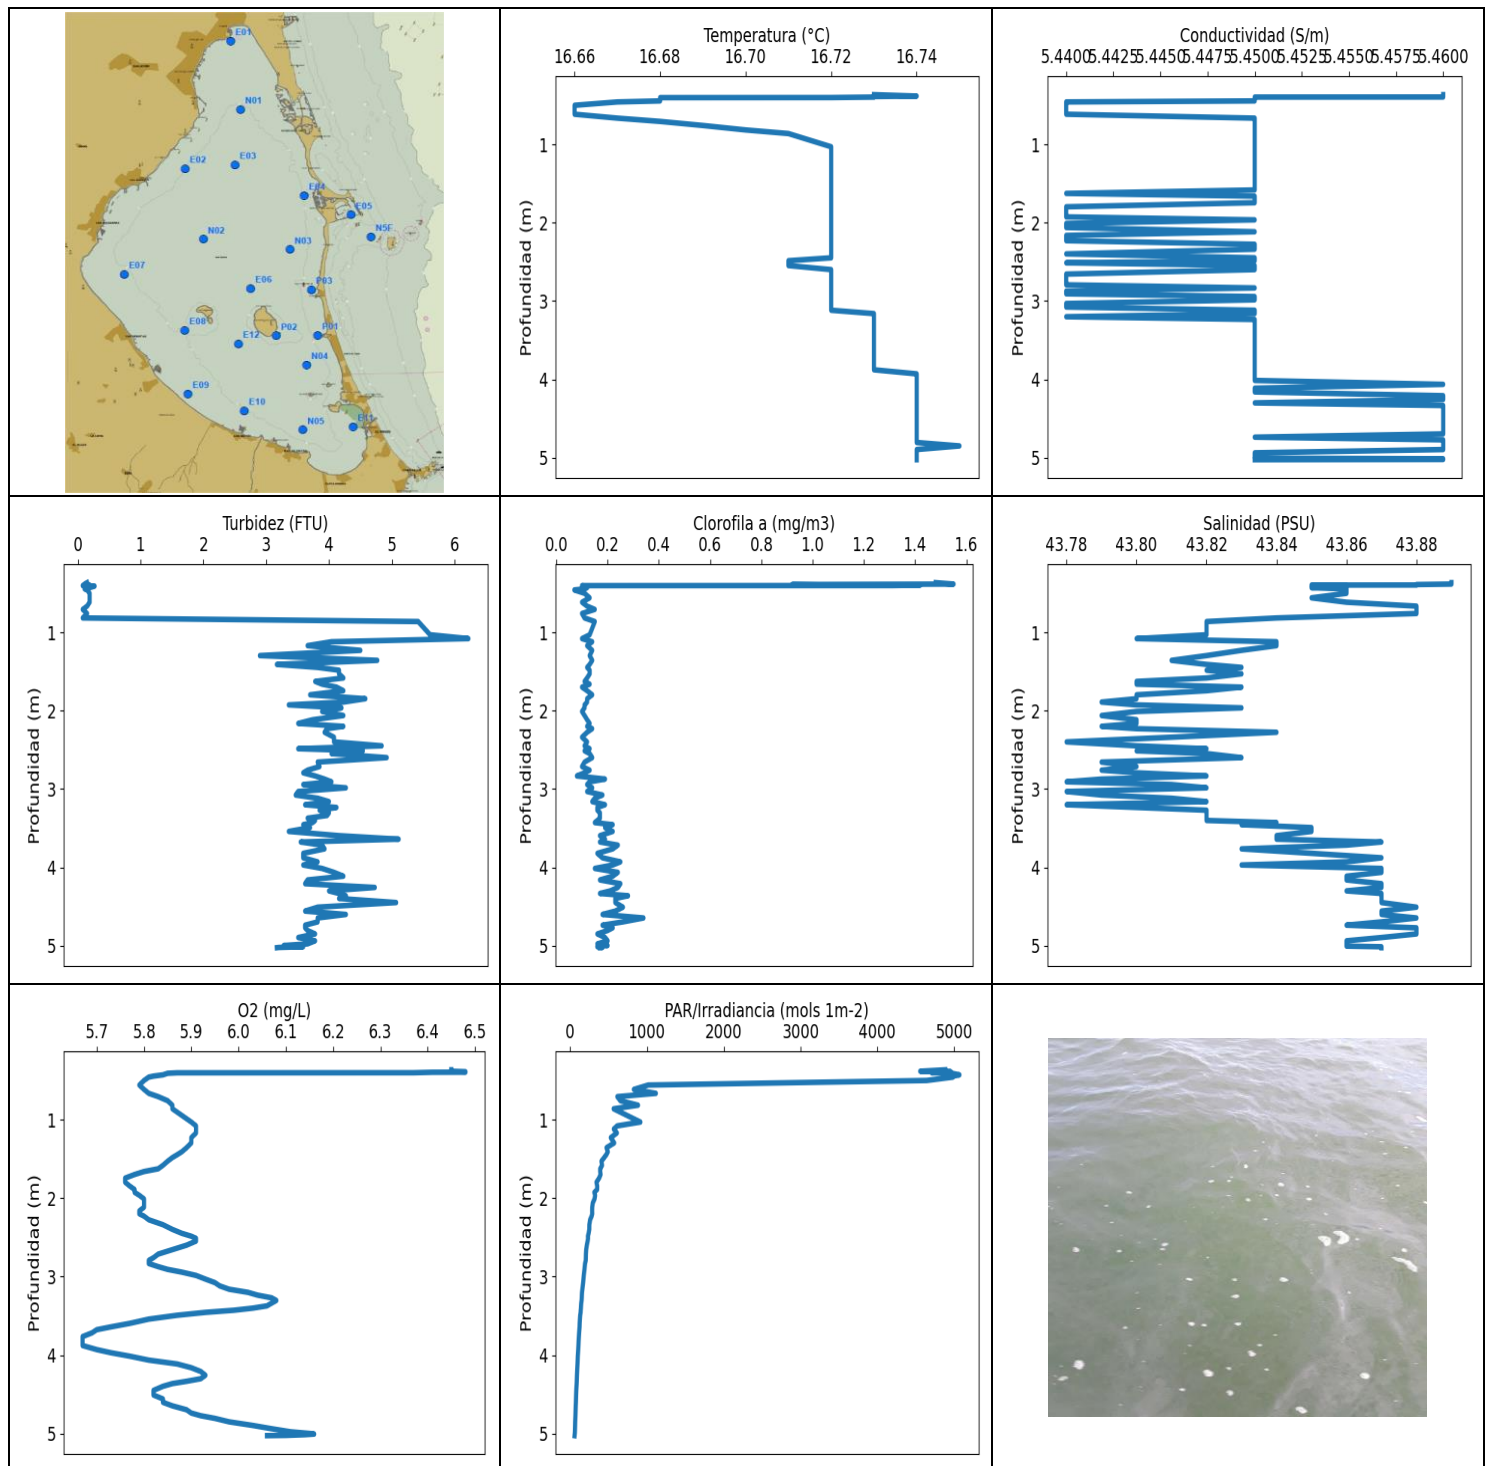 E01
N01
E02
E03
E04
E05
N5F
N02
N03
E07
E06
P03
E08
P02
P01
E12
N04
E09
E10
N05
E11
Temperatura (°C)
16.66 16.68 16.70 16.72 16.74
Profundidad (m)
1
2
3
4
5
Conductividad (S/m)
5.4400 5.4425 5.4450 5.4475 5.4500 5.4525 5.4550 5.4575 5.4600
Profundidad (m)
1
2
3
4
5
Turbidez (FTU)
0 1 2 3 4 5 6
Profundidad (m)
1
2
3
4
5
Clorofila a (mg/m3)
0.0 0.2 0.4 0.6 0.8 1.0 1.2 1.4 1.6
Profundidad (m)
1
2
3
4
5
Salinidad (PSU)
43.78 43.80 43.82 43.84 43.86 43.88
Profundidad (m)
1
2
3
4
5
O2 (mg/L)
5.7 5.8 5.9 6.0 6.1 6.2 6.3 6.4 6.5
Profundidad (m)
1
2
3
4
5
PAR/Irradiancia (mols 1m-2)
0 1000 2000 3000 4000 5000
Profundidad (m)
1
2
3
4
5